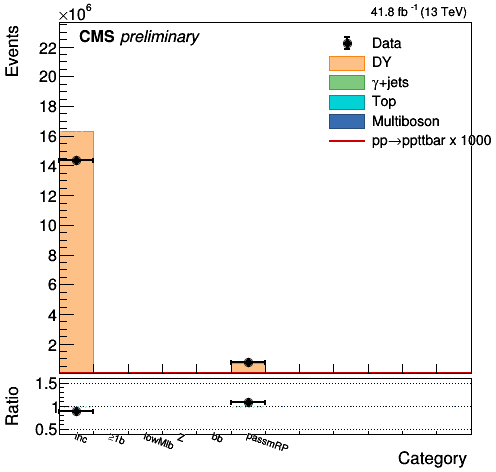 ×10⁶
41.8 fb⁻¹ (13 TeV)
CMS preliminary
Events
22
20
18
16
14
12
10
8
6
4
2
Data
DY
γ+jets
Top
Multiboson
pp→ppttbar x 1000
Ratio
1.5
1
0.5
inc
≥1b
lowMlb
Z
bb
passmRP
Category